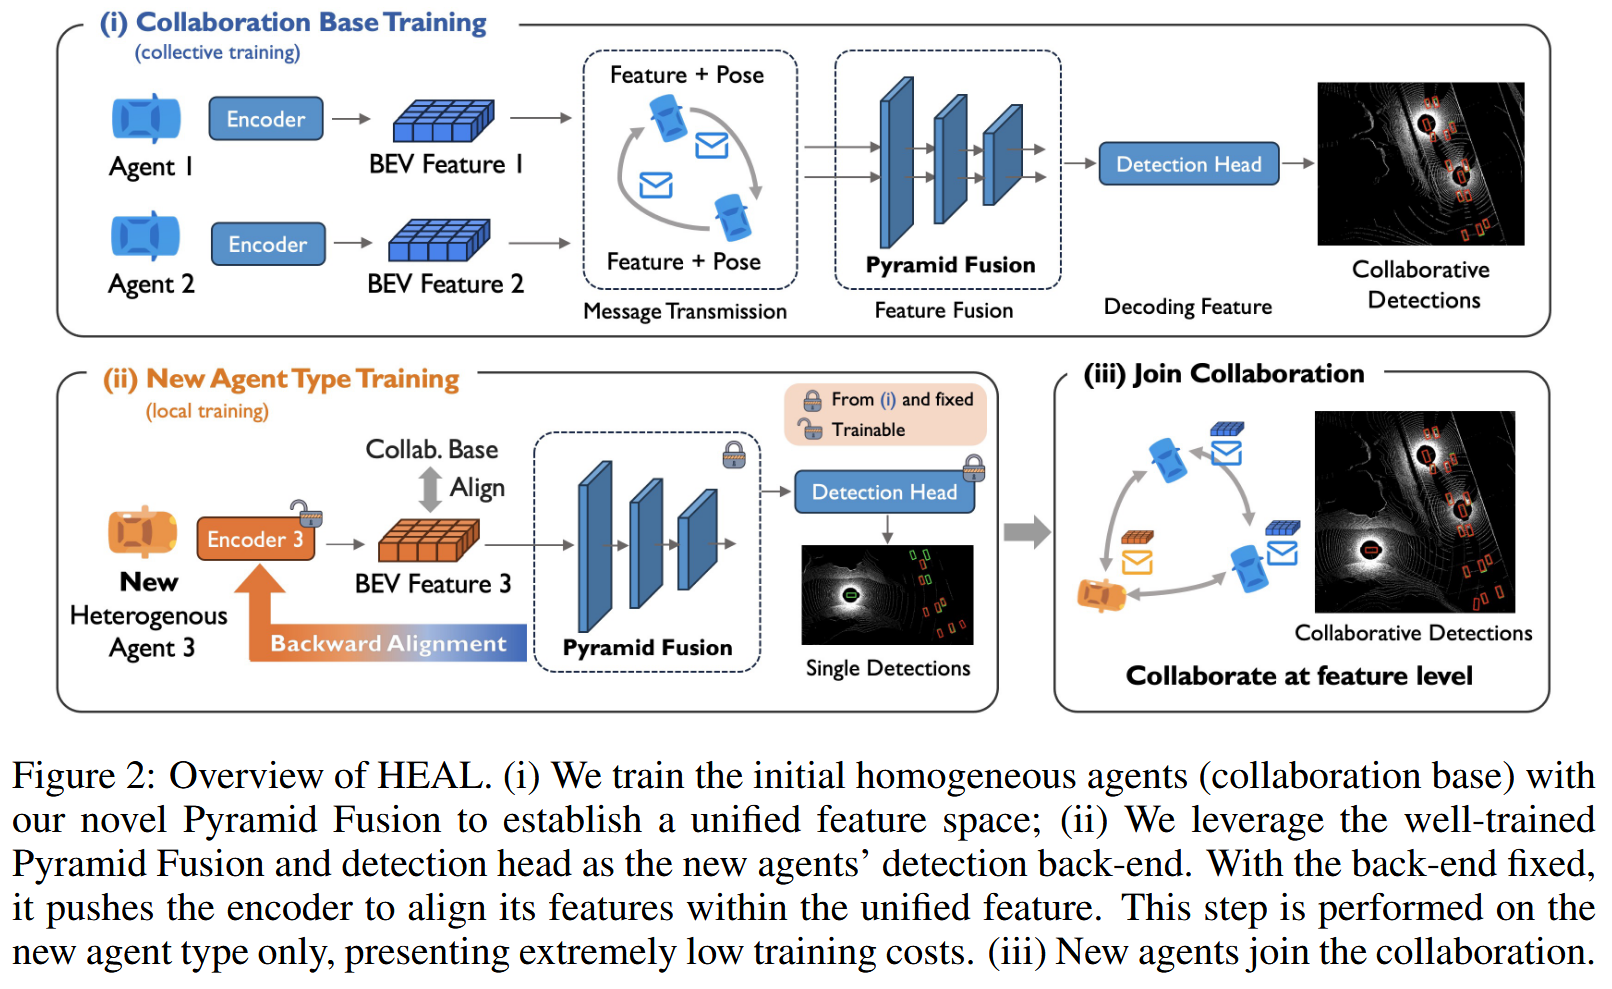 (i) Collaboration Base Training
(collective training)
Agent 1
Encoder
BEV Feature 1
Agent 2
Encoder
BEV Feature 2
Feature + Pose
Feature + Pose
Message Transmission
Pyramid Fusion
Feature Fusion
Detection Head
Decoding Feature
Collaborative
Detections
(ii) New Agent Type Training
(local training)
From (i) and fixed
Trainable
Collab. Base
Align
Encoder 3
BEV Feature 3
New
Heterogenous
Agent 3
Backward Alignment
Pyramid Fusion
Detection Head
Single Detections
(iii) Join Collaboration
Collaborative Detections
Collaborate at feature level
Figure 2: Overview of HEAL. (i) We train the initial homogeneous agents (collaboration base) with
our novel Pyramid Fusion to establish a unified feature space; (ii) We leverage the well-trained
Pyramid Fusion and detection head as the new agents’ detection back-end. With the back-end fixed,
it pushes the encoder to align its features within the unified feature. This step is performed on the
new agent type only, presenting extremely low training costs. (iii) New agents join the collaboration.